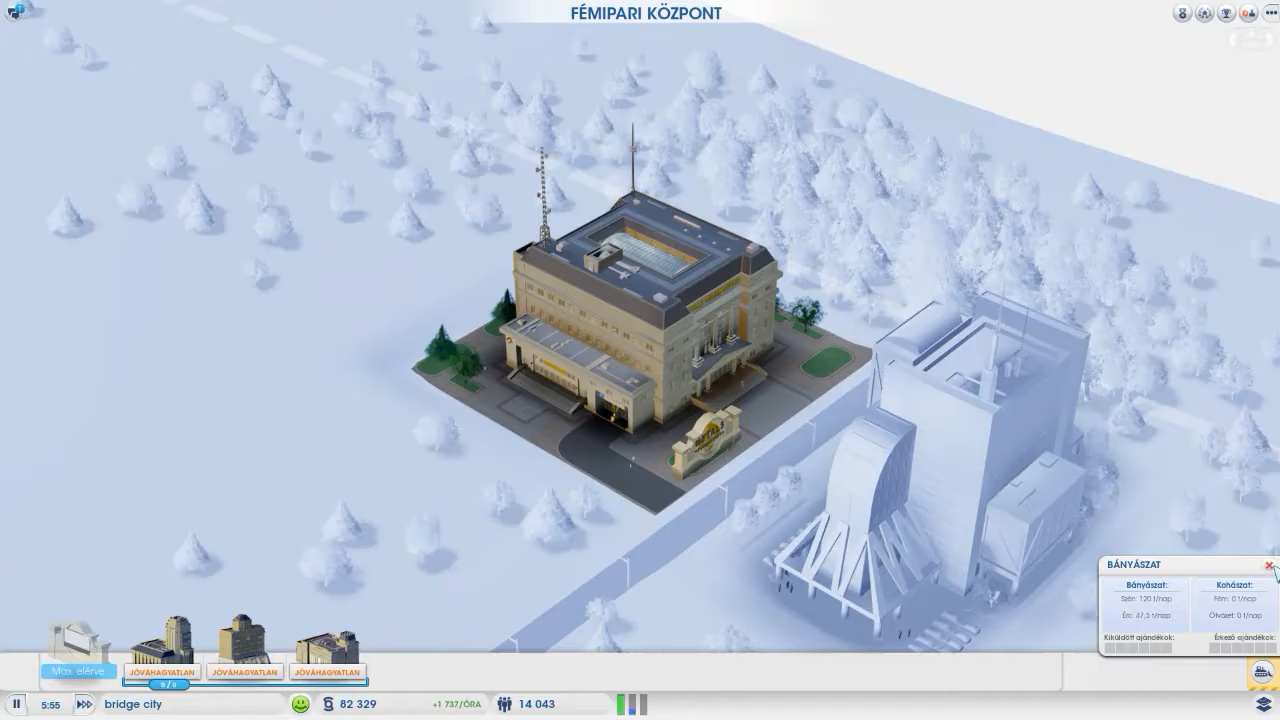 FÉMIPARI KÖZPONT
METALS
BÁNYÁSZAT
Bányászat:
Kohászat:
Szén: 120 t/nap
Fém: 0 t/nap
Érc: 47,5 t/nap
Ötvözet: 0 t/nap
Kiküldött ajándékok:
Érkező ajándékok:
Max. elérve
JÓVÁHAGYATLAN
JÓVÁHAGYATLAN
JÓVÁHAGYATLAN
0 / 0
5:55
bridge city
82 329
+1 737/ÓRA
14 043